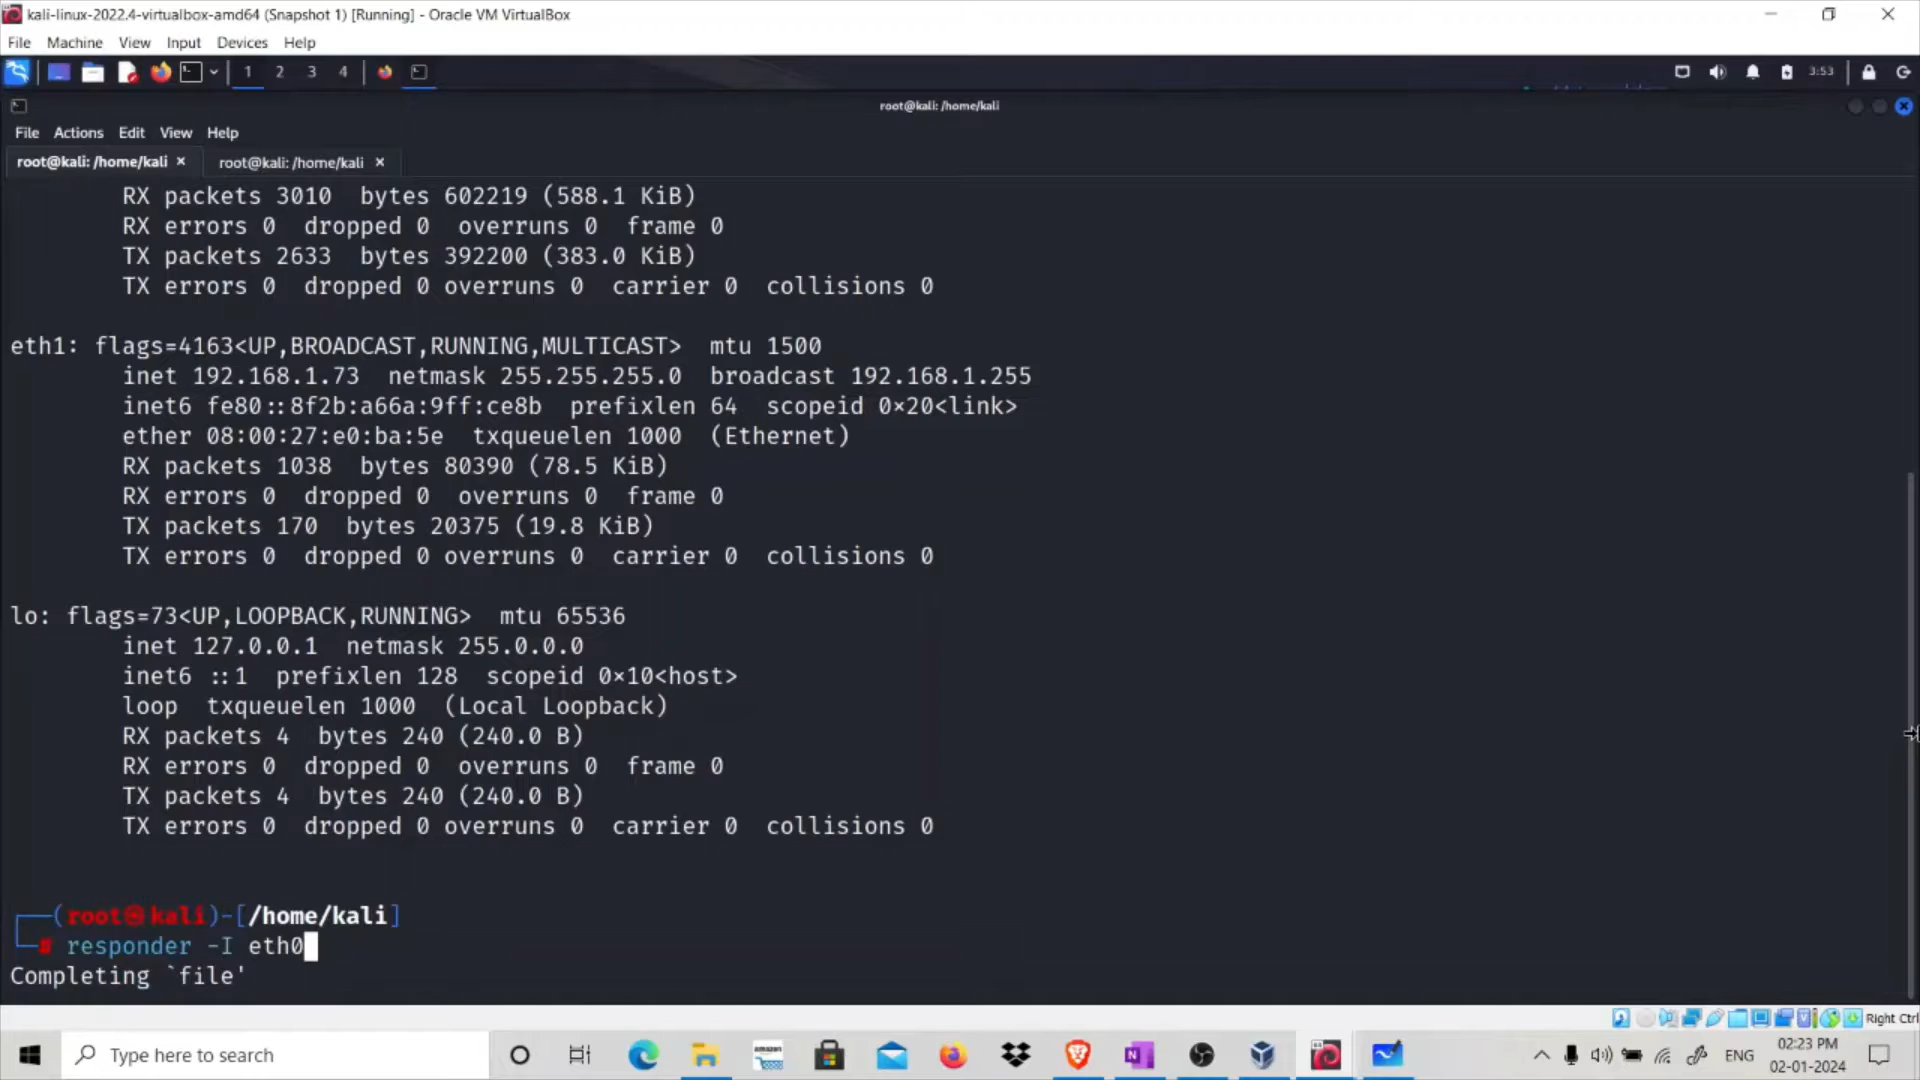 kali-linux-2022.4-virtualbox-amd64 (Snapshot 1) [Running] - Oracle VM VirtualBox
File Machine View Input Devices Help
1 2 3 4
3:53
root@kali: /home/kali
File Actions Edit View Help
root@kali: /home/kali × root@kali: /home/kali ×
RX packets 3010 bytes 602219 (588.1 KiB)
RX errors 0 dropped 0 overruns 0 frame 0
TX packets 2633 bytes 392200 (383.0 KiB)
TX errors 0 dropped 0 overruns 0 carrier 0 collisions 0
eth1: flags=4163<UP,BROADCAST,RUNNING,MULTICAST> mtu 1500
inet 192.168.1.73 netmask 255.255.255.0 broadcast 192.168.1.255
inet6 fe80::8f2b:a66a:9ff:ce8b prefixlen 64 scopeid 0×20<link>
ether 08:00:27:e0:ba:5e txqueuelen 1000 (Ethernet)
RX packets 1038 bytes 80390 (78.5 KiB)
RX errors 0 dropped 0 overruns 0 frame 0
TX packets 170 bytes 20375 (19.8 KiB)
TX errors 0 dropped 0 overruns 0 carrier 0 collisions 0
lo: flags=73<UP,LOOPBACK,RUNNING> mtu 65536
inet 127.0.0.1 netmask 255.0.0.0
inet6 ::1 prefixlen 128 scopeid 0×10<host>
loop txqueuelen 1000 (Local Loopback)
RX packets 4 bytes 240 (240.0 B)
RX errors 0 dropped 0 overruns 0 frame 0
TX packets 4 bytes 240 (240.0 B)
TX errors 0 dropped 0 overruns 0 carrier 0 collisions 0
┌──(root㉿kali)-[/home/kali]
└─# responder -I eth0
Completing `file'
Right Ctrl
Type here to search
amazon
N
ENG
02:23 PM
02-01-2024